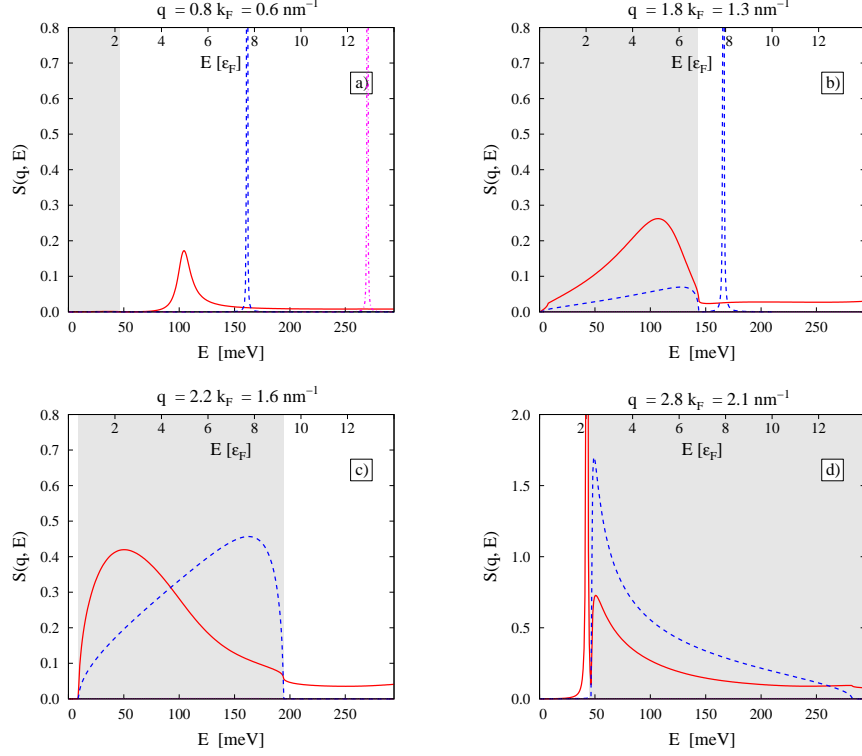 q = 0.8 k_F = 0.6 nm⁻¹
2 4 6 8 10 12
E [ε_F]
a)
S(q, E)
0.8
0.7
0.6
0.5
0.4
0.3
0.2
0.1
0.0
0 50 100 150 200 250
E [meV]
q = 1.8 k_F = 1.3 nm⁻¹
2 4 6 8 10 12
E [ε_F]
b)
S(q, E)
0.8
0.7
0.6
0.5
0.4
0.3
0.2
0.1
0.0
0 50 100 150 200 250
E [meV]
q = 2.2 k_F = 1.6 nm⁻¹
2 4 6 8 10 12
E [ε_F]
c)
S(q, E)
0.8
0.7
0.6
0.5
0.4
0.3
0.2
0.1
0.0
0 50 100 150 200 250
E [meV]
q = 2.8 k_F = 2.1 nm⁻¹
2 4 6 8 10 12
E [ε_F]
d)
S(q, E)
2.0
1.5
1.0
0.5
0.0
0 50 100 150 200 250
E [meV]